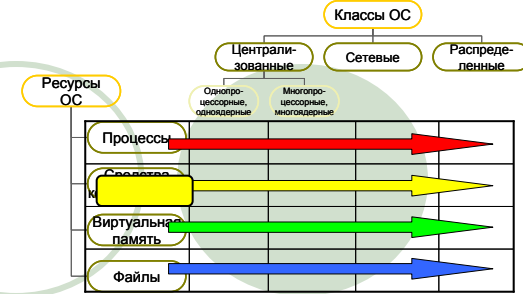 Классы ОС
Централи-
зованные
Сетевые
Распреде-
ленные
Однопро-
цессорные,
одноядерные
Многопро-
цессорные,
многоядерные
Ресурсы
ОС
Процессы
Средства
Виртуальная
память
Файлы